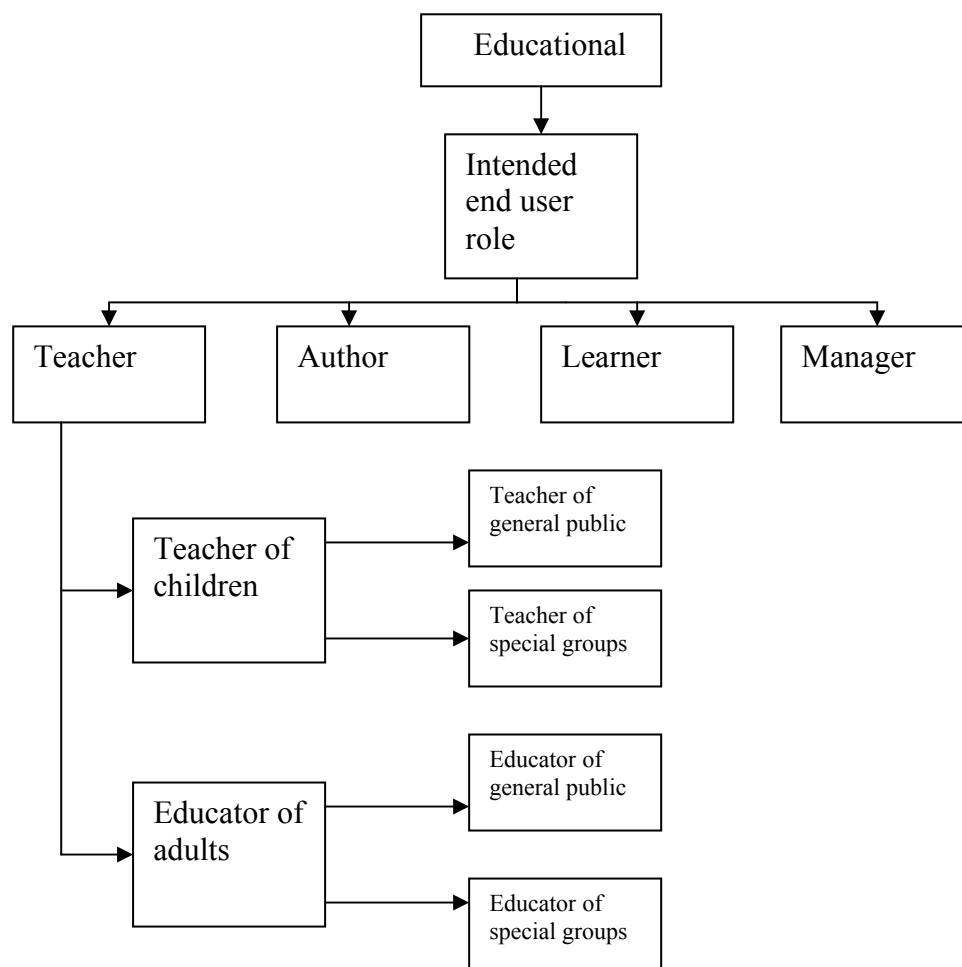 Educational
Intended
end user
role
Teacher
Author
Learner
Manager
Teacher of
children
Teacher of
general public
Teacher of
special groups
Educator of
adults
Educator of
general public
Educator of
special groups